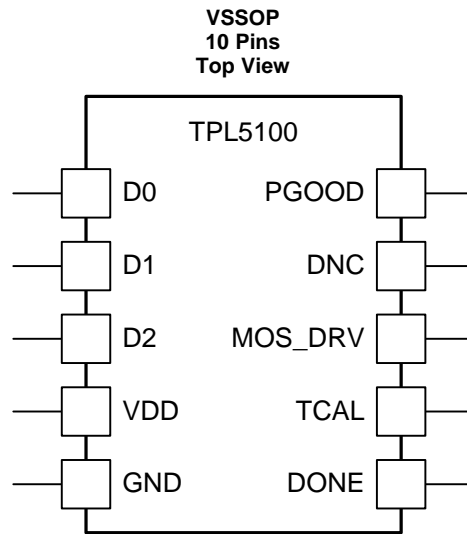 VSSOP
10 Pins
Top View
TPL5100
D0 PGOOD
D1 DNC
D2 MOS_DRV
VDD TCAL
GND DONE